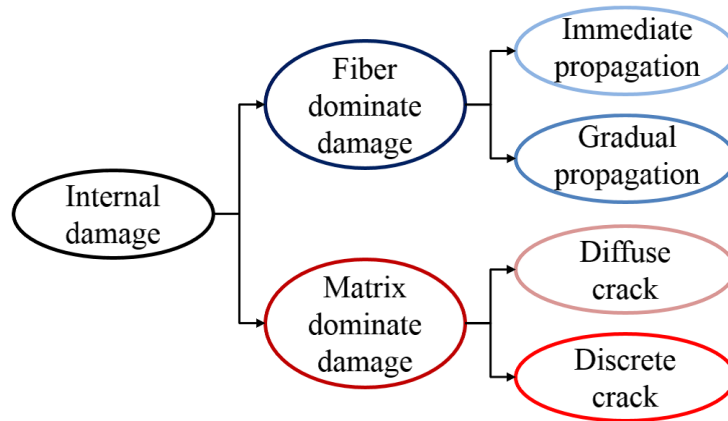 Internal
damage
Fiber
dominate
damage
Immediate
propagation
Gradual
propagation
Matrix
dominate
damage
Diffuse
crack
Discrete
crack